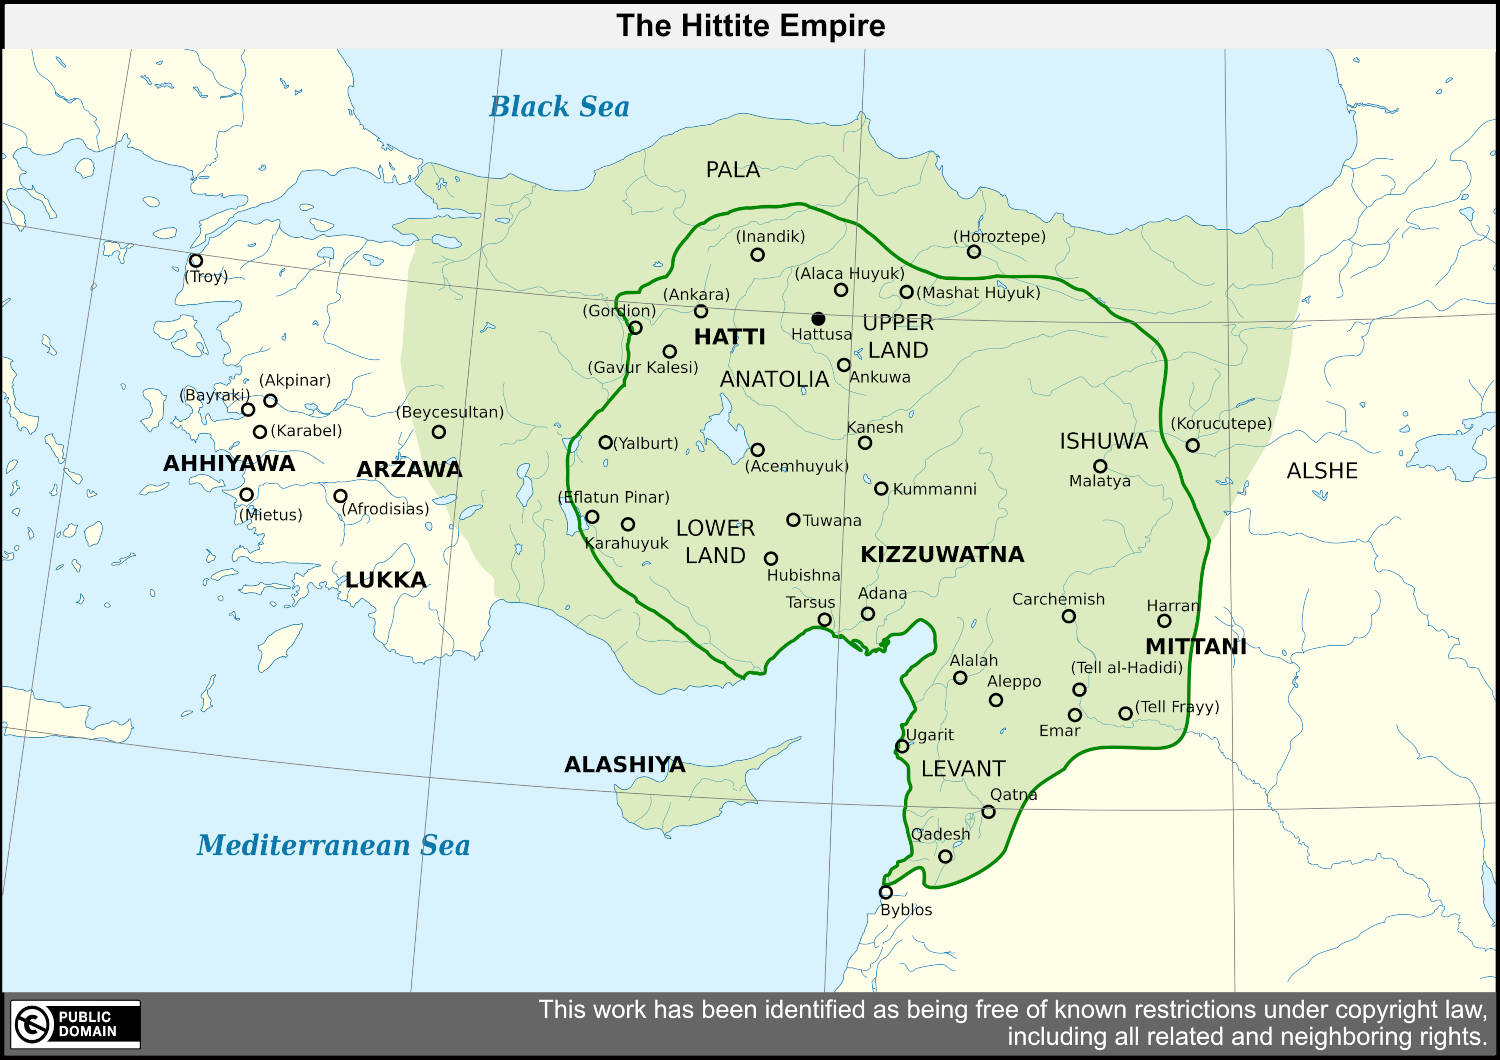 The Hittite Empire
Black Sea
PALA
(Inandik)
(Horoztepe)
(Troy)
(Alaca Huyuk)
(Ankara)
(Mashat Huyuk)
(Gordion)
HATTI
Hattusa
UPPER
LAND
(Gavur Kalesi)
ANATOLIA
Ankuwa
(Akpinar)
(Bayraki)
(Karabel)
(Beycesultan)
(Yalburt)
Kanesh
(Korucutepe)
ISHUWA
AHHIYAWA
ARZAWA
(Acemhuyuk)
ALSHE
Malatya
Kummanni
(Eflatun Pinar)
(Mietus)
(Afrodisias)
Tuwana
LOWER
LAND
Karahuyuk
KIZZUWATNA
LUKKA
Hubishna
Tarsus
Adana
Carchemish
Harran
MITTANI
Alalah
(Tell al-Hadidi)
Aleppo
(Tell Frayy)
Emar
Ugarit
ALASHIYA
LEVANT
Qatna
Qadesh
Mediterranean Sea
Byblos
PUBLIC
DOMAIN
This work has been identified as being free of known restrictions under copyright law,
including all related and neighboring rights.